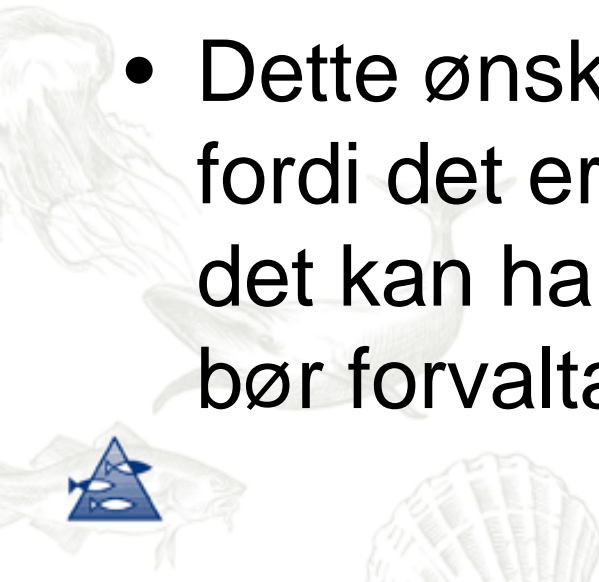 • Dette ønsk
fordi det er
det kan ha
bør forvalta